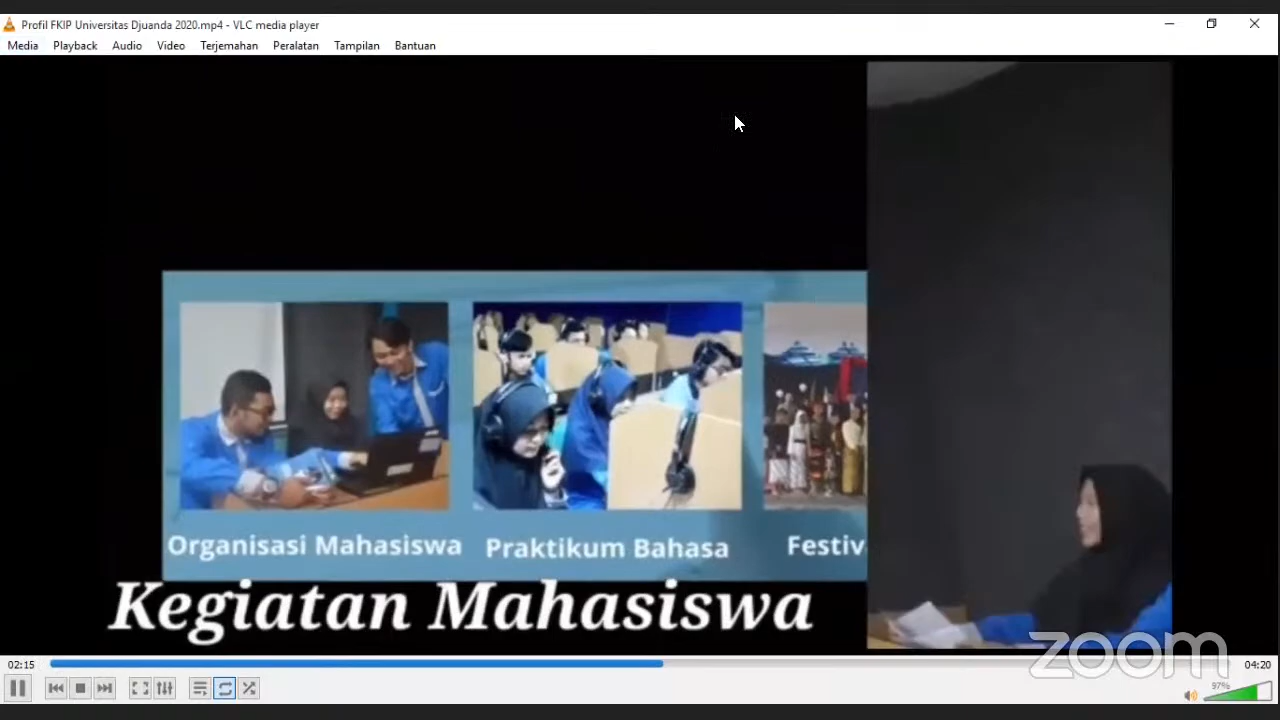 Profil FKIP Universitas Djuanda 2020.mp4 - VLC media player
Media Playback Audio Video Terjemahan Peralatan Tampilan Bantuan
Organisasi Mahasiswa
Praktikum Bahasa
Festiv
Kegiatan Mahasiswa
zoom
02:15
04:20
97%